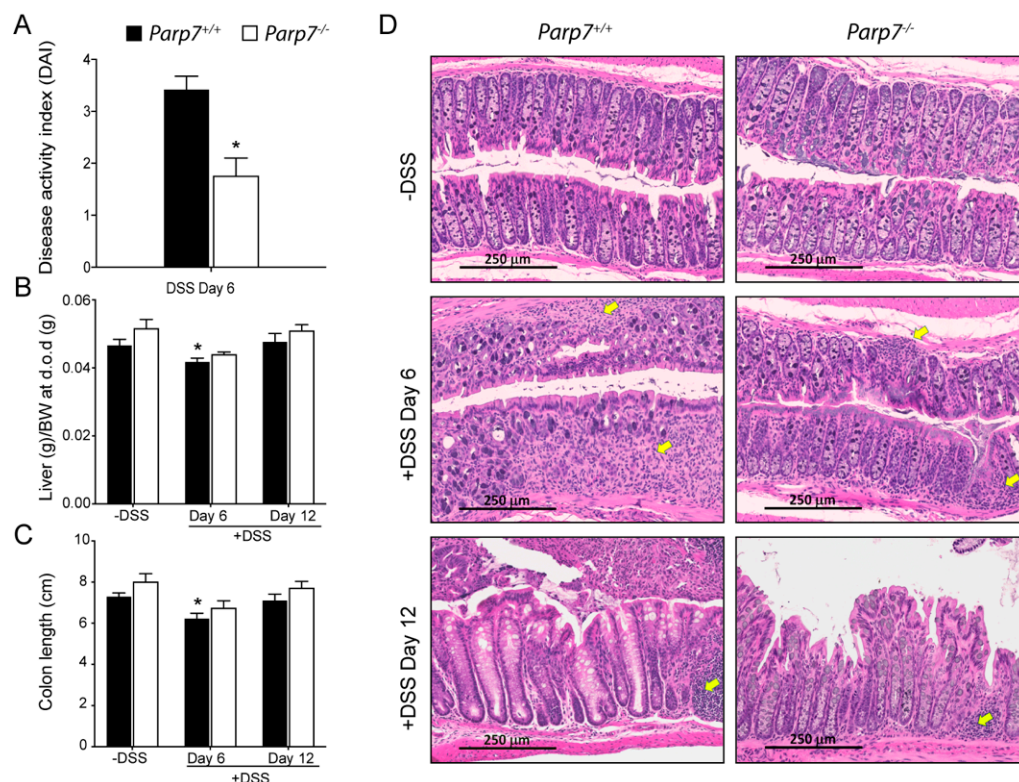 A
Parp7+/+ Parp7-/-
Disease activity index (DAI)
4
3
2
1
0
*
DSS Day 6
B
Liver (g)/BW at d.o.d (g)
0.06
0.04
0.02
0.00
*
-DSS Day 6 Day 12
+DSS
C
Colon length (cm)
10
8
6
4
2
0
*
-DSS Day 6 Day 12
+DSS
D
Parp7+/+ Parp7-/-
-DSS
250 µm
250 µm
+DSS Day 6
250 µm
250 µm
+DSS Day 12
250 µm
250 µm